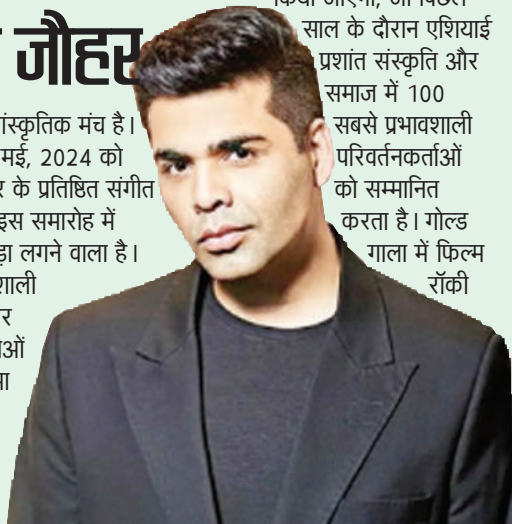 जौहर
सांस्कृतिक मंच है।
मई, 2024 को
के प्रतिष्ठित संगीत
इस समारोह में
लगने वाला है।
साल के दौरान एशियाई
प्रशांत संस्कृति और
समाज में 100
सबसे प्रभावशाली
परिवर्तनकर्ताओं
को सम्मानित
करता है। गोल्ड
गाला में फिल्म
रॉकी